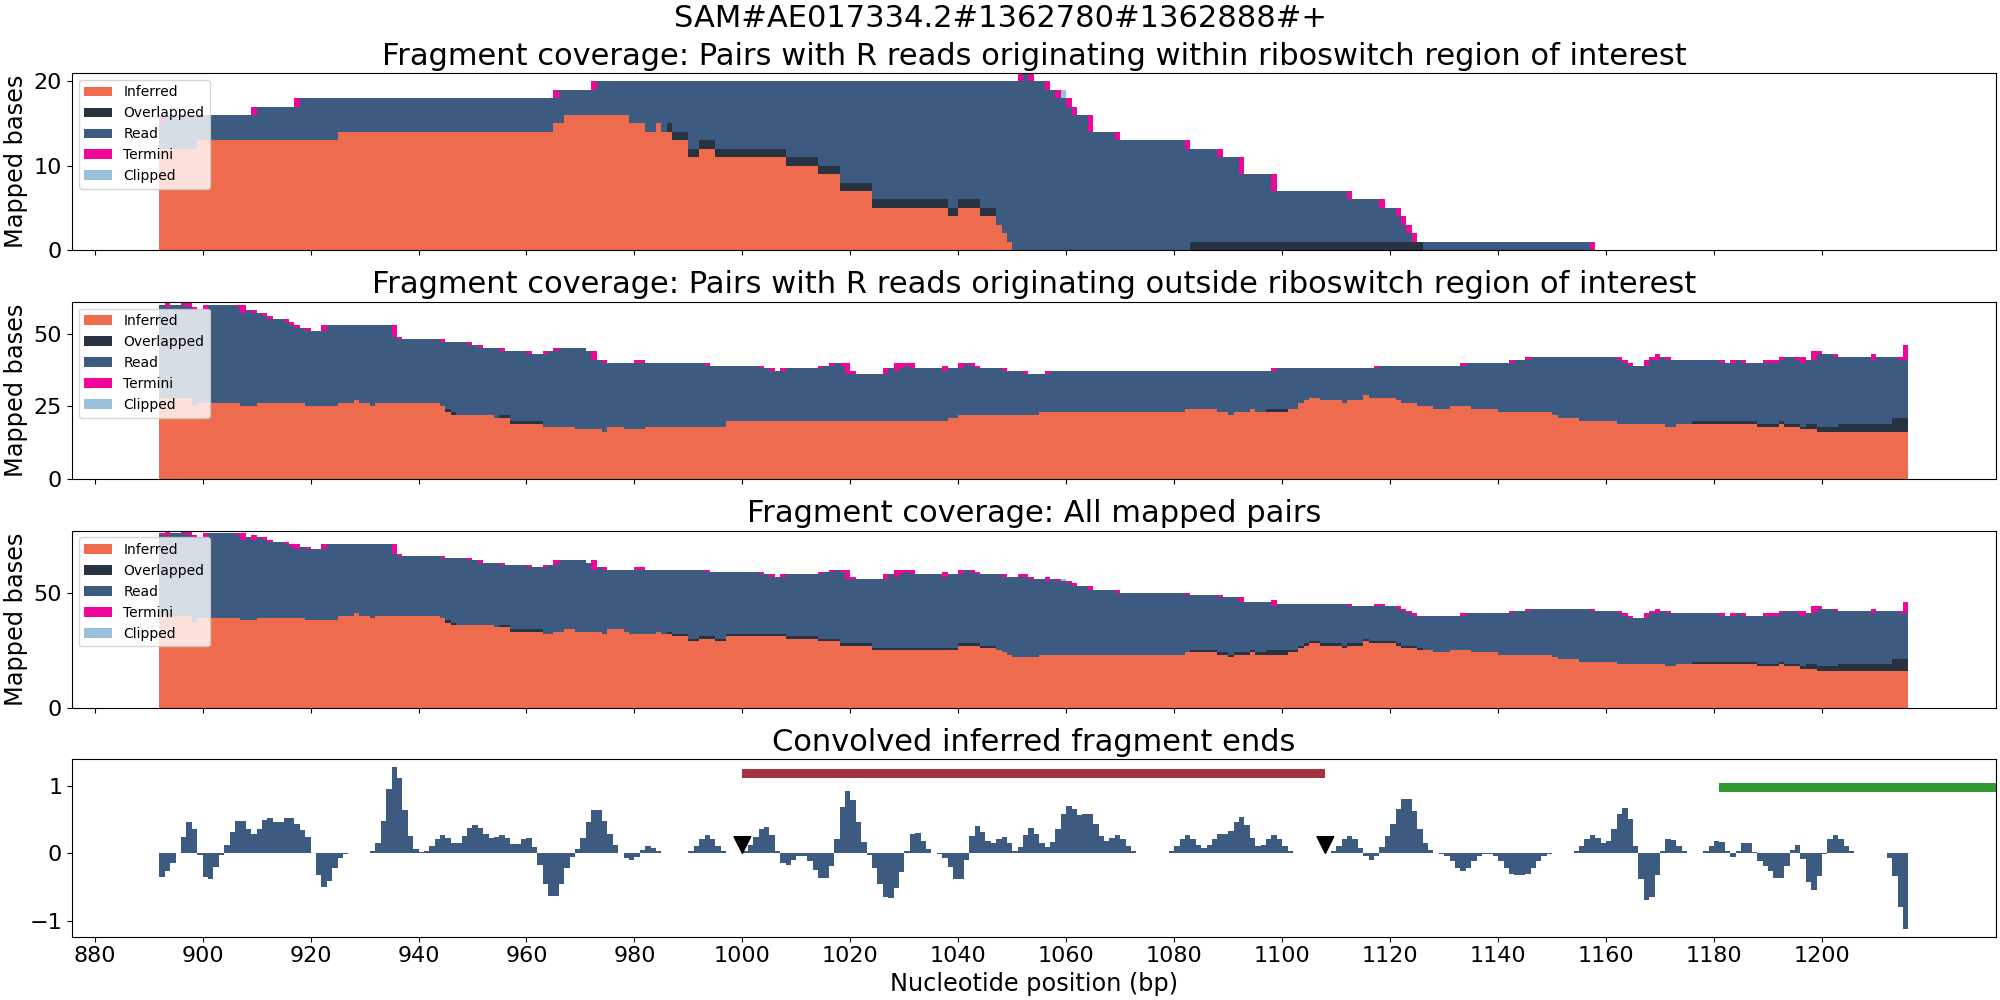 SAM#AE017334.2#1362780#1362888#+
Fragment coverage: Pairs with R reads originating within riboswitch region of interest
Mapped bases
20
10
0
Inferred
Overlapped
Read
Termini
Clipped
Fragment coverage: Pairs with R reads originating outside riboswitch region of interest
Mapped bases
50
25
0
Inferred
Overlapped
Read
Termini
Clipped
Fragment coverage: All mapped pairs
Mapped bases
50
0
Inferred
Overlapped
Read
Termini
Clipped
Convolved inferred fragment ends
1
0
−1
880 900 920 940 960 980 1000 1020 1040 1060 1080 1100 1120 1140 1160 1180 1200
Nucleotide position (bp)